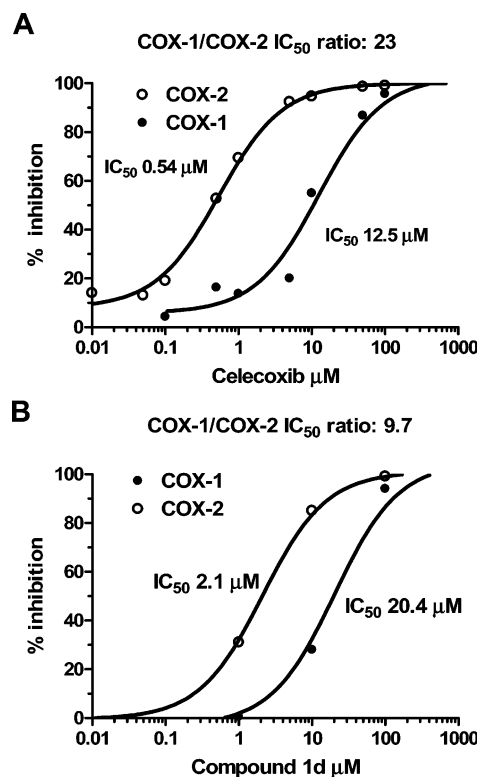 A
COX-1/COX-2 IC50 ratio: 23
100
80
60
40
20
0
% inhibition
COX-2
COX-1
IC50 0.54 µM
IC50 12.5 µM
0.01 0.1 1 10 100 1000
Celecoxib µM
B
COX-1/COX-2 IC50 ratio: 9.7
100
80
60
40
20
0
% inhibition
COX-1
COX-2
IC50 2.1 µM
IC50 20.4 µM
0.01 0.1 1 10 100 1000
Compound 1d µM